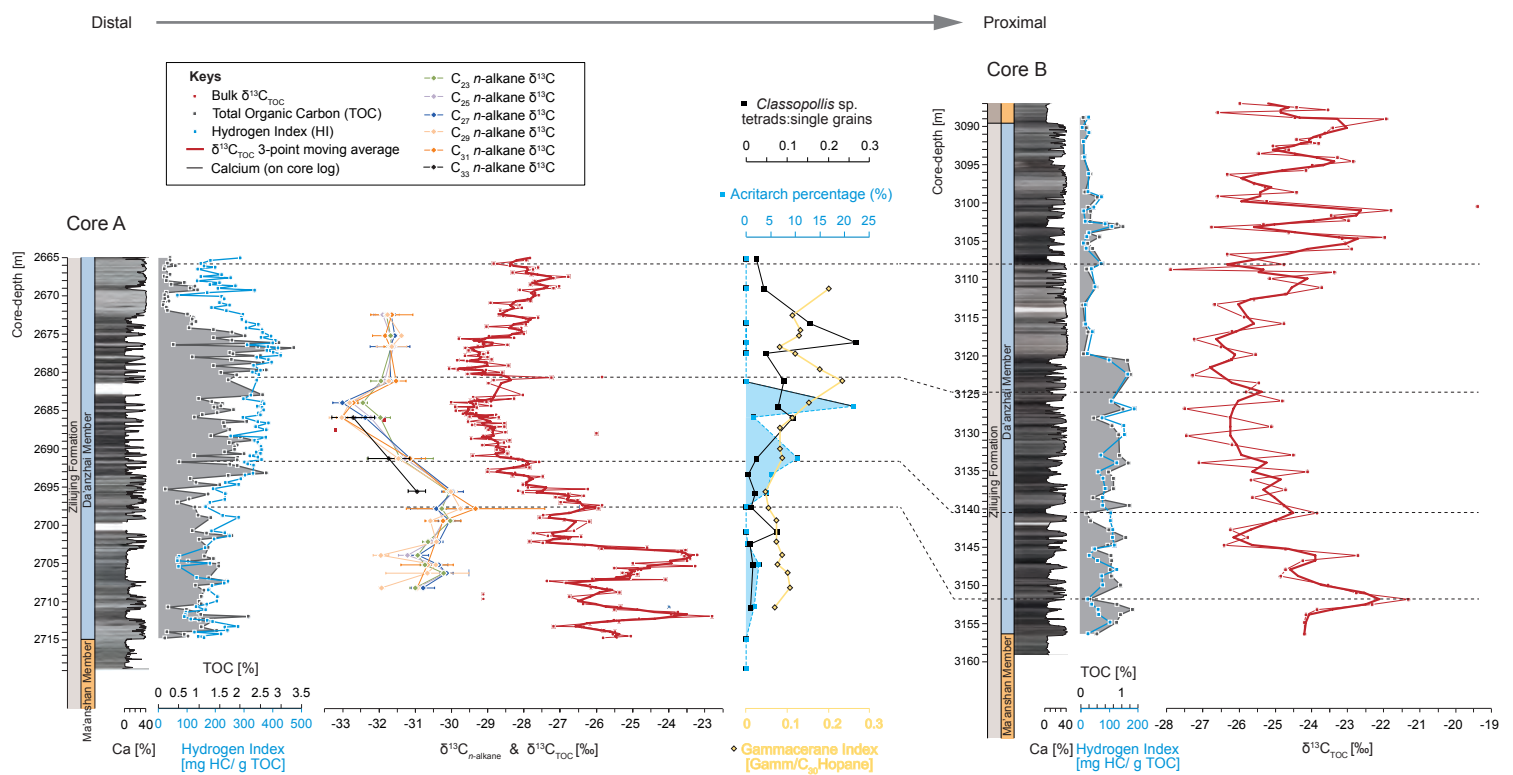 Distal
Proximal
Core B
Keys
Bulk δ¹³C_TOC
Total Organic Carbon (TOC)
Hydrogen Index (HI)
δ¹³C_TOC 3-point moving average
Calcium (on core log)
C₂₃ n-alkane δ¹³C
C₂₅ n-alkane δ¹³C
C₂₇ n-alkane δ¹³C
C₂₉ n-alkane δ¹³C
C₃₁ n-alkane δ¹³C
C₃₃ n-alkane δ¹³C
Classopollis sp.
tetrads:single grains
0 0.1 0.2 0.3
Acritarch percentage (%)
0 5 10 15 20 25
Core A
Core-depth [m]
2665
2670
2675
2680
2685
2690
2695
2700
2705
2710
2715
Ziliujing Formation
Da'anzhai Member
Ma'anshan Member
0 40
Ca [%]
TOC [%]
0 0.5 1 1.5 2 2.5 3 3.5
0 100 200 300 400 500
Hydrogen Index
[mg HC/ g TOC]
-33 -31 -30 -29 -28 -26 -25 -24 -23
δ¹³C_n-alkane & δ¹³C_TOC [‰]
0 0.1 0.2 0.3
Gammacerane Index
[Gamm/C₃₀Hopane]
Core-depth [m]
3090
3095
3100
3105
3110
3115
3120
3125
3130
3135
3140
3145
3150
3155
3160
Ziliujing Formation
Da'anzhai Member
Ma'anshan Member
0 40
Ca [%]
TOC [%]
0 1
0 100 200
Hydrogen Index
[mg HC/ g TOC]
-28 -27 -26 -25 -24 -23 -22 -21 -20 -19
δ¹³C_TOC [‰]